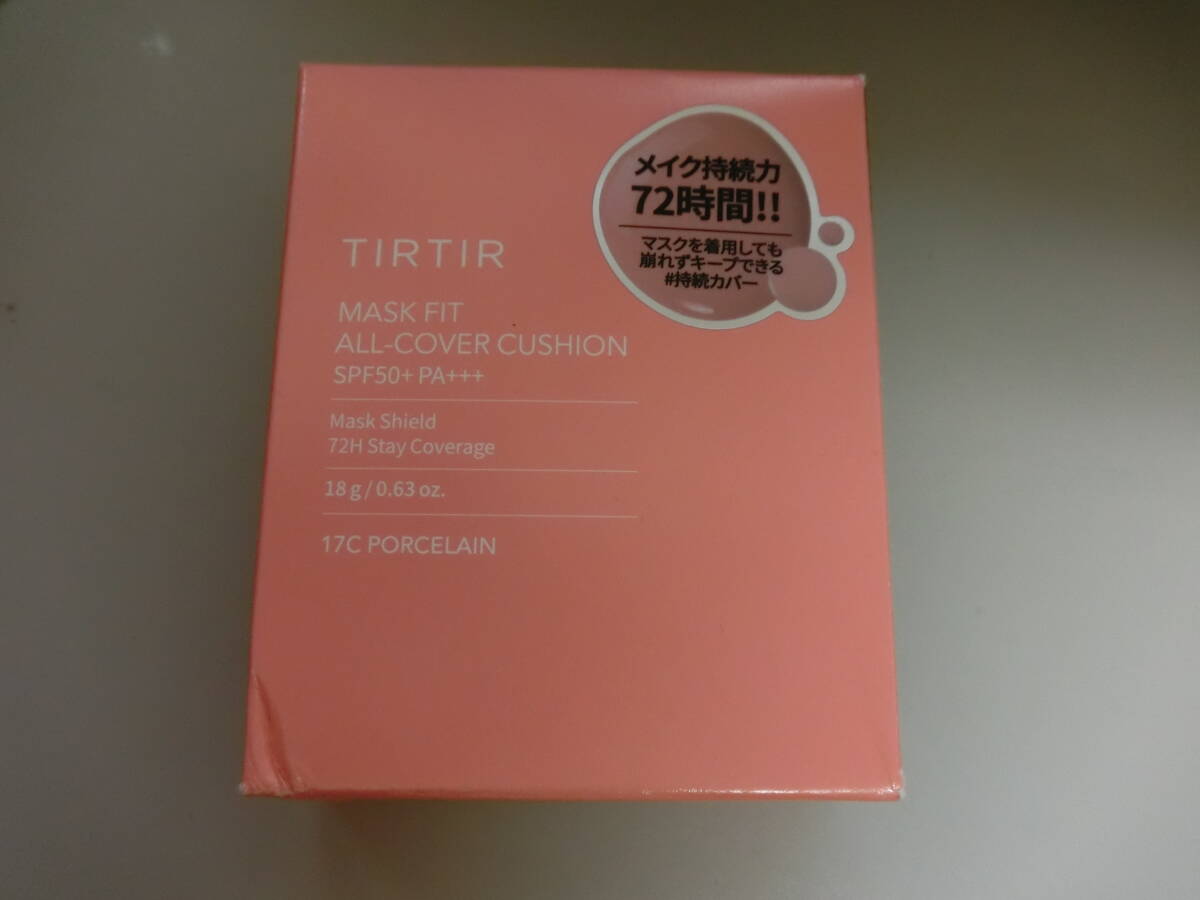 メイク持続力
72時間!!
マスクを着用しても
崩れずキープできる
#持続カバー
TIRTIR
MASK FIT
ALL-COVER CUSHION
SPF50+ PA+++
Mask Shield
72H Stay Coverage
18 g / 0.63 oz.
17C PORCELAIN